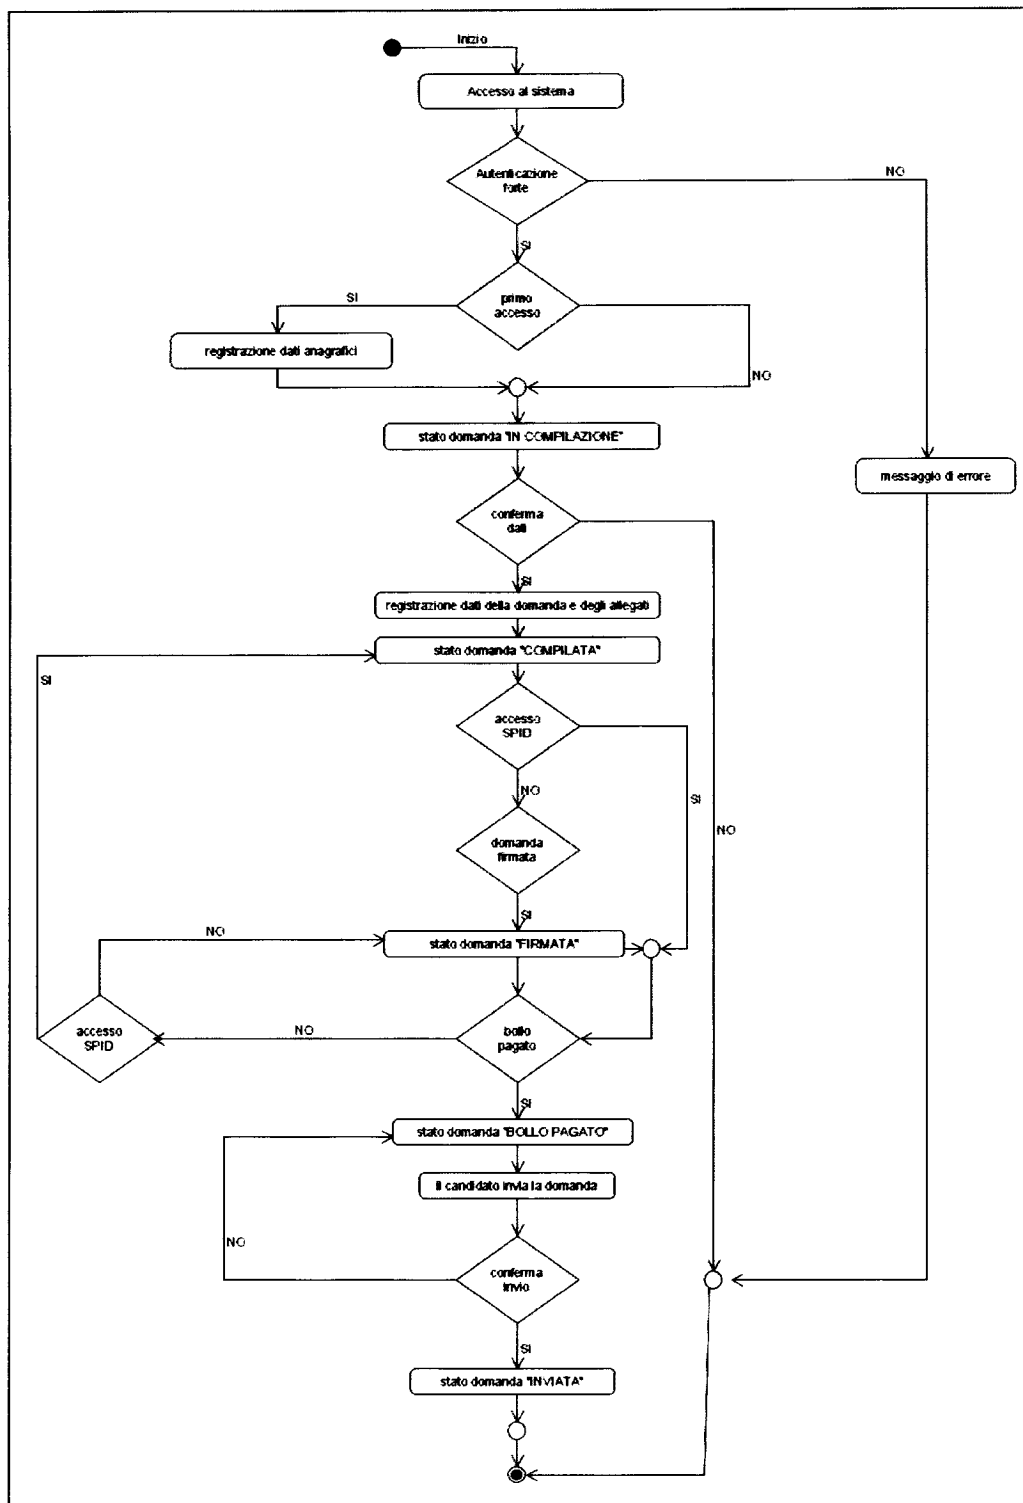 Inizio
Accesso al sistema
Autenticazione
forte
NO
SI
primo
accesso
SI
registrazione dati anagrafici
NO
stato domanda "IN COMPILAZIONE"
messaggio di errore
conferma
dati
SI
registrazione dati della domanda e degli allegati
stato domanda "COMPILATA"
SI
accesso
SPID
NO
SI
NO
domanda
firmata
SI
NO
stato domanda "FIRMATA"
accesso
SPID
NO
bollo
pagato
SI
stato domanda "BOLLO PAGATO"
il candidato invia la domanda
NO
conferma
invio
SI
stato domanda "INVIATA"